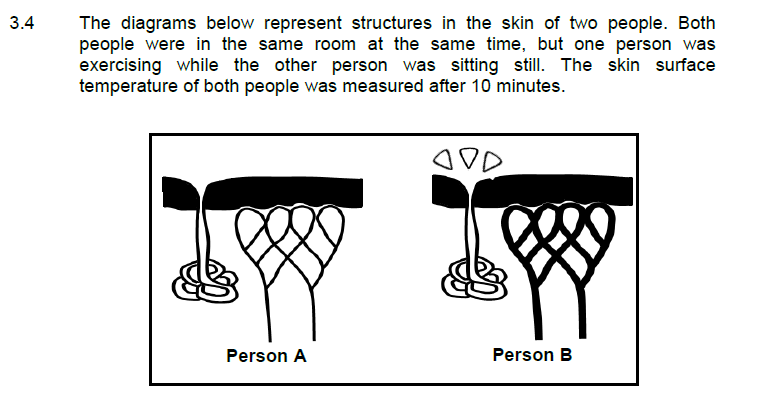 3.4 The diagrams below represent structures in the skin of two people. Both
people were in the same room at the same time, but one person was
exercising while the other person was sitting still. The skin surface
temperature of both people was measured after 10 minutes.
Person A Person B